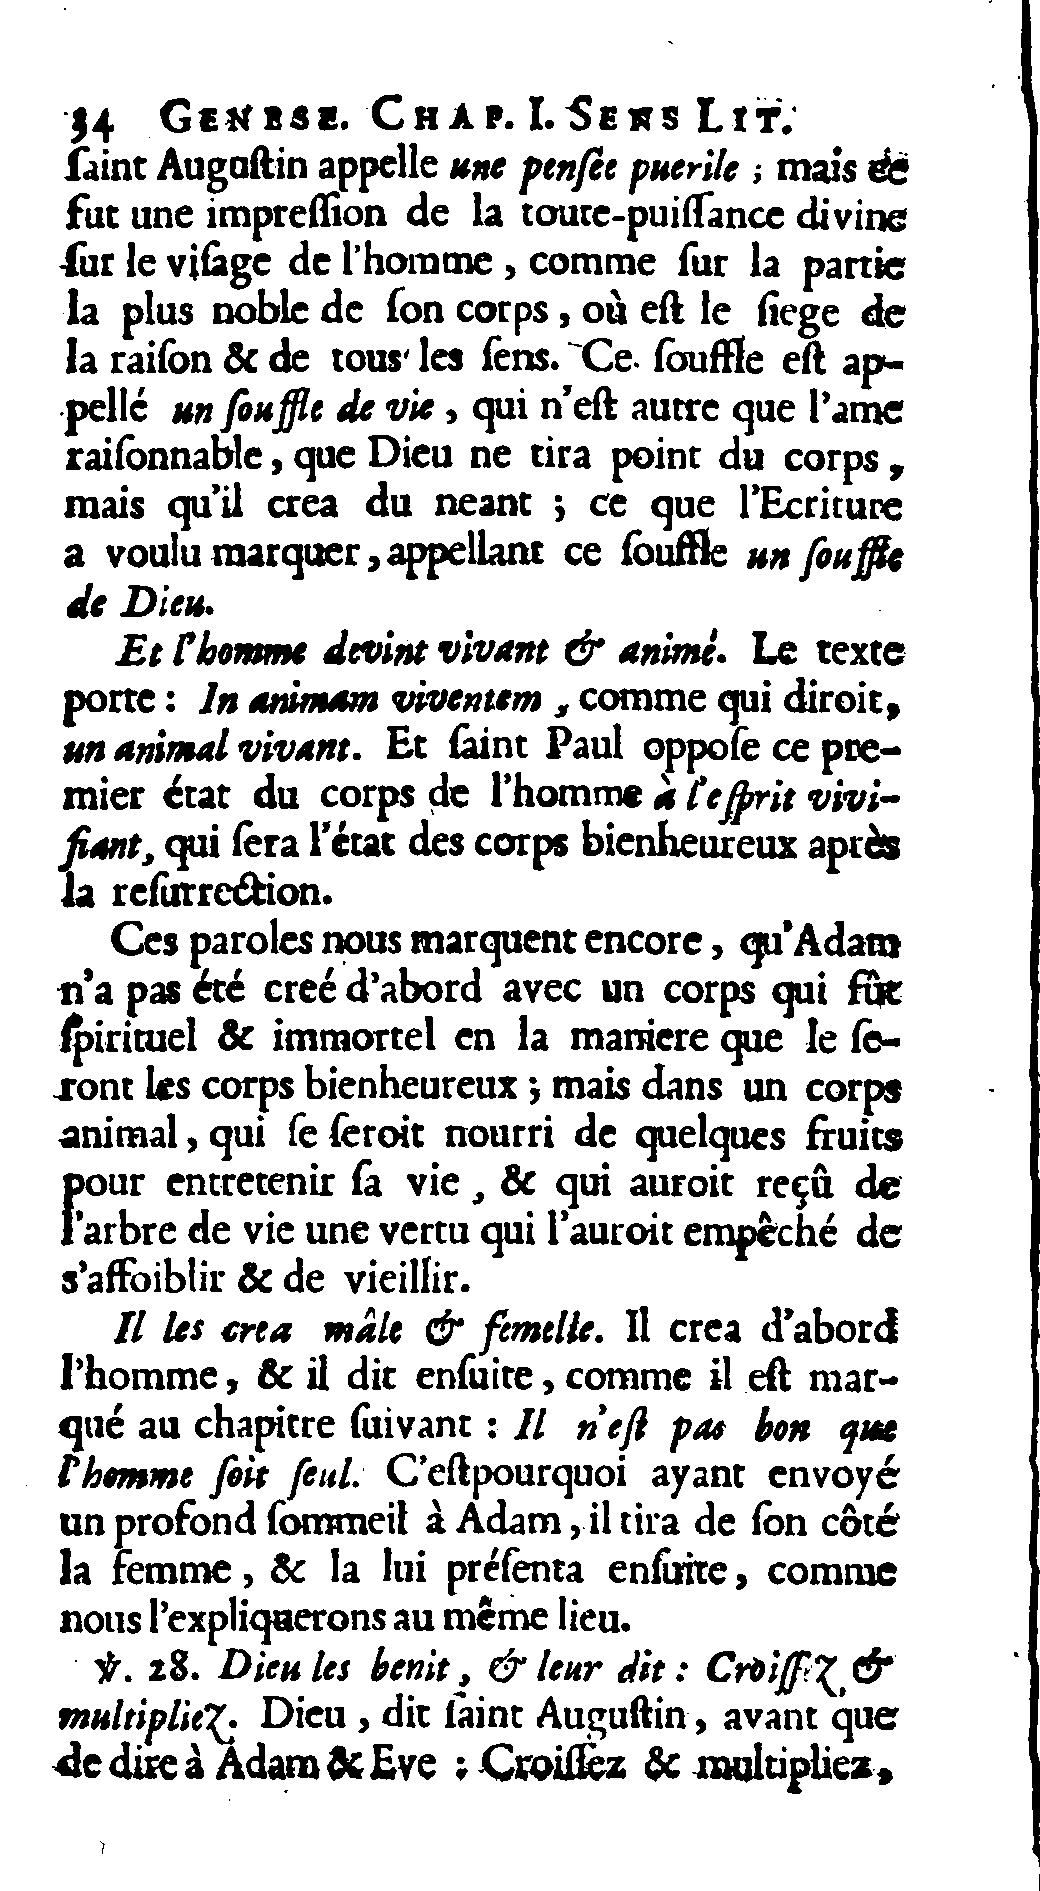 34 GENESE. CHAP. I. SENS LIT.
ſaint Auguſtin appelle une penſée puerile ; mais ce
fut une impreſſion de la toute-puiſſance divine
ſur le viſage de l'homme , comme ſur la partie
la plus noble de ſon corps , où eſt le ſiege de
la raiſon & de tous les ſens. Ce ſouffle eſt ap-
pellé un ſouffle de vie , qui n'eſt autre que l'ame
raiſonnable , que Dieu ne tira point du corps ,
mais qu'il crea du neant ; ce que l'Ecriture
a voulu marquer , appellant ce ſouffle un ſouffle
de Dieu.
Et l'homme devint vivant & animé. Le texte
porte : In animam viventem , comme qui diroit,
un animal vivant. Et ſaint Paul oppoſe ce pre-
mier état du corps de l'homme à l'eſprit vivi-
fiant, qui ſera l'état des corps bienheureux après
la reſurrection.
Ces paroles nous marquent encore , qu'Adam
n'a pas été creé d'abord avec un corps qui fût
ſpirituel & immortel en la maniere que le ſe-
ront les corps bienheureux ; mais dans un corps
animal , qui ſe ſeroit nourri de quelques fruits
pour entretenir ſa vie , & qui auroit reçû de
l'arbre de vie une vertu qui l'auroit empêché de
s'affoiblir & de vieillir.
Il les crea mâle & femelle. Il crea d'abord
l'homme , & il dit enſuite , comme il eſt mar-
qué au chapitre ſuivant : Il n'eſt pas bon que
l'homme ſoit ſeul. C'eſtpourquoi ayant envoyé
un profond ſommeil à Adam , il tira de ſon côté
la femme , & la lui préſenta enſuite , comme
nous l'expliquerons au même lieu.
℣. 28. Dieu les benit , & leur dit : Croiſſez &
multipliez. Dieu , dit ſaint Auguſtin , avant que
de dire à Adam & Eve : Croiſſez & multipliez,